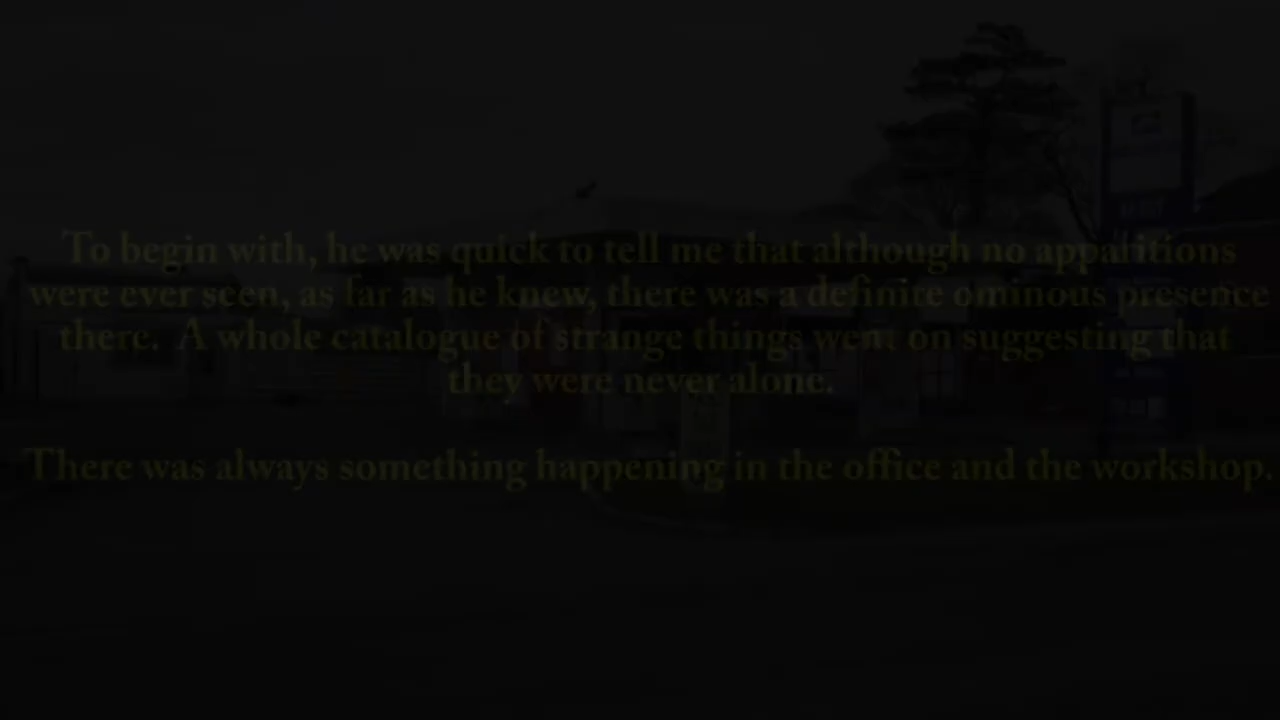 To begin with, he was quick to tell me that although no apparitions
were ever seen, as far as he knew, there was a definite ominous presence
there.  A whole catalogue of strange things went on suggesting that
they were never alone.
There was always something happening in the office and the workshop.